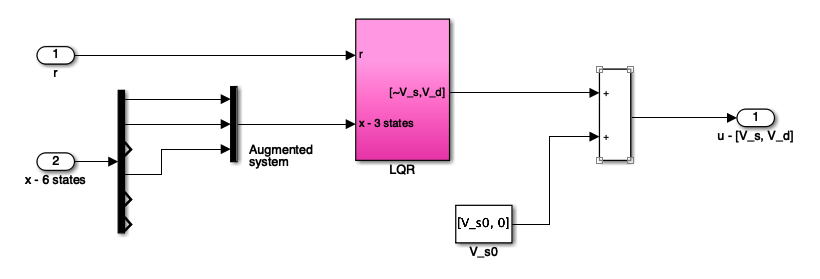 1
r
r
[~V_s,V_d]
x - 3 states
LQR
2
x - 6 states
Augmented
system
+
+
1
u - [V_s, V_d]
[V_s0, 0]
V_s0